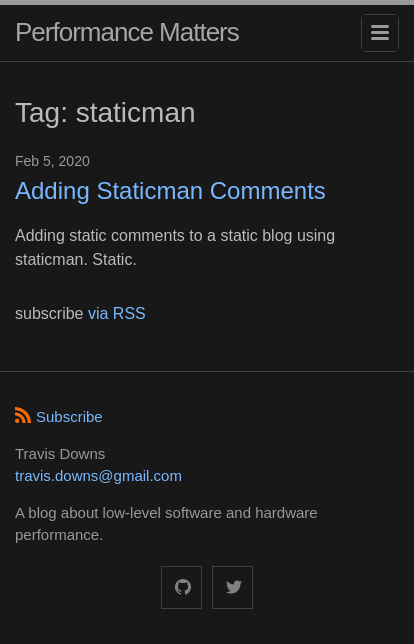 Performance Matters
Tag: staticman
Feb 5, 2020
Adding Staticman Comments
Adding static comments to a static blog using
staticman. Static.
subscribe via RSS
Subscribe
Travis Downs
travis.downs@gmail.com
A blog about low-level software and hardware
performance.